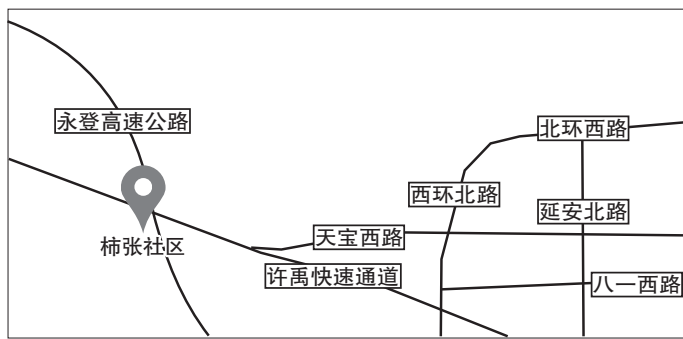 永登高速公路
北环西路
西环北路
延安北路
天宝西路
柿张社区
许禹快速通道
八一西路